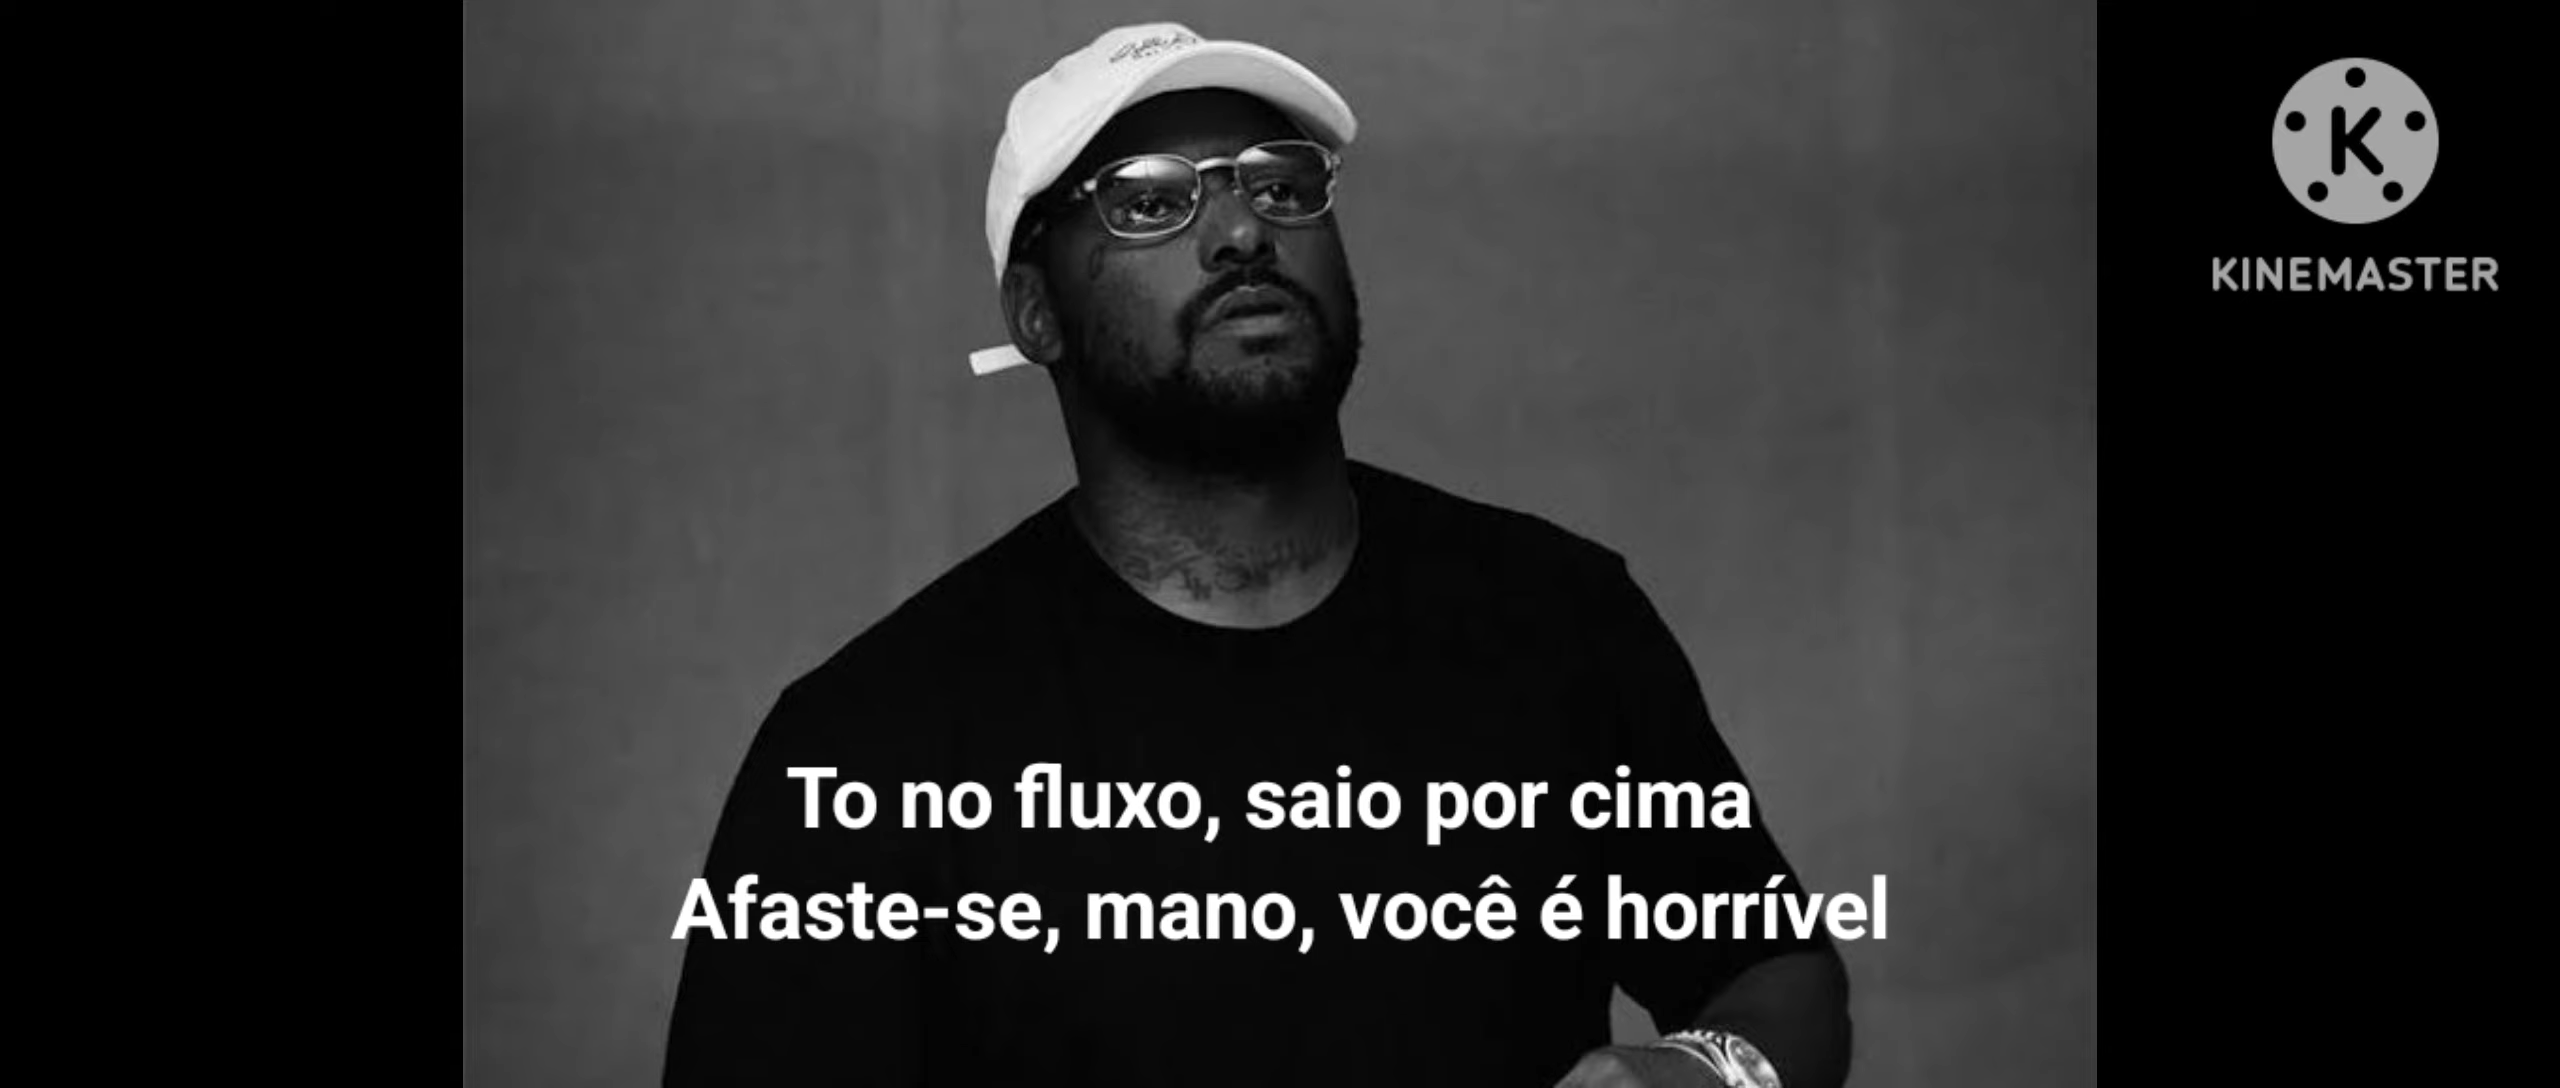 KINEMASTER
To no fluxo, saio por cima
Afaste-se, mano, você é horrível